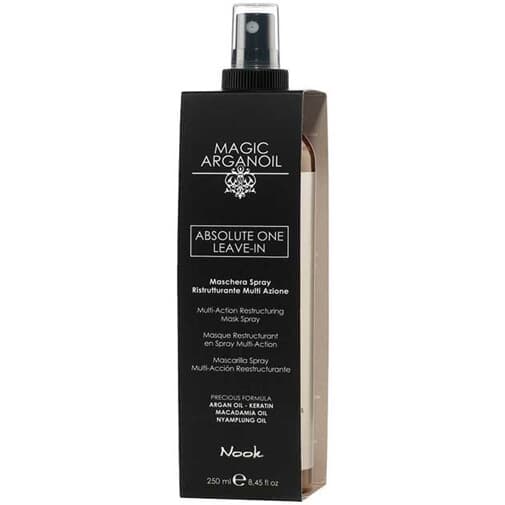 MAGIC
ARGANOIL
ABSOLUTE ONE
LEAVE-IN
Maschera Spray
Ristrutturante Multi Azione
Multi-Action Restructuring
Mask Spray
Masque Restructurant
en Spray Multi-Action
Mascarilla Spray
Multi-Acción Reestructurante
PRECIOUS FORMULA
ARGAN OIL - KERATIN
MACADAMIA OIL
NYAMPLUNG OIL
Nook
250 ml e 8,45 fl oz